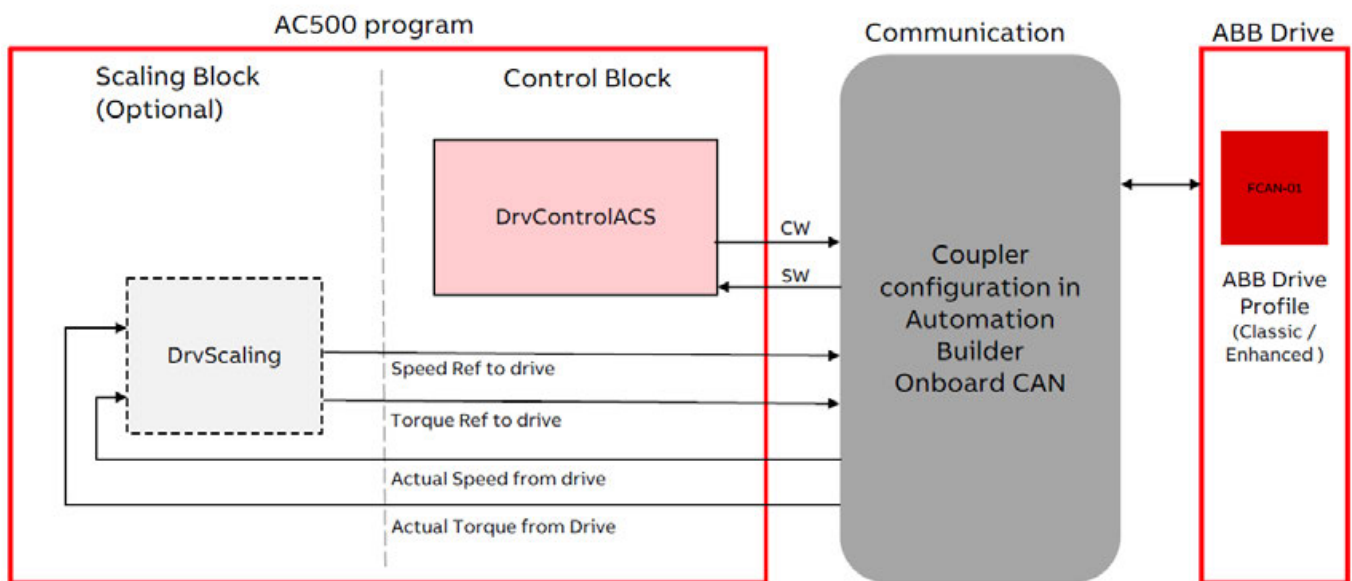 AC500 program
Communication
ABB Drive
Scaling Block
(Optional)
Control Block
DrvControlACS
CW
SW
FCAN-01
DrvScaling
Speed Ref to drive
Torque Ref to drive
Actual Speed from drive
Actual Torque from Drive
Coupler
configuration in
Automation
Builder
Onboard CAN
ABB Drive
Profile
(Classic /
Enhanced )